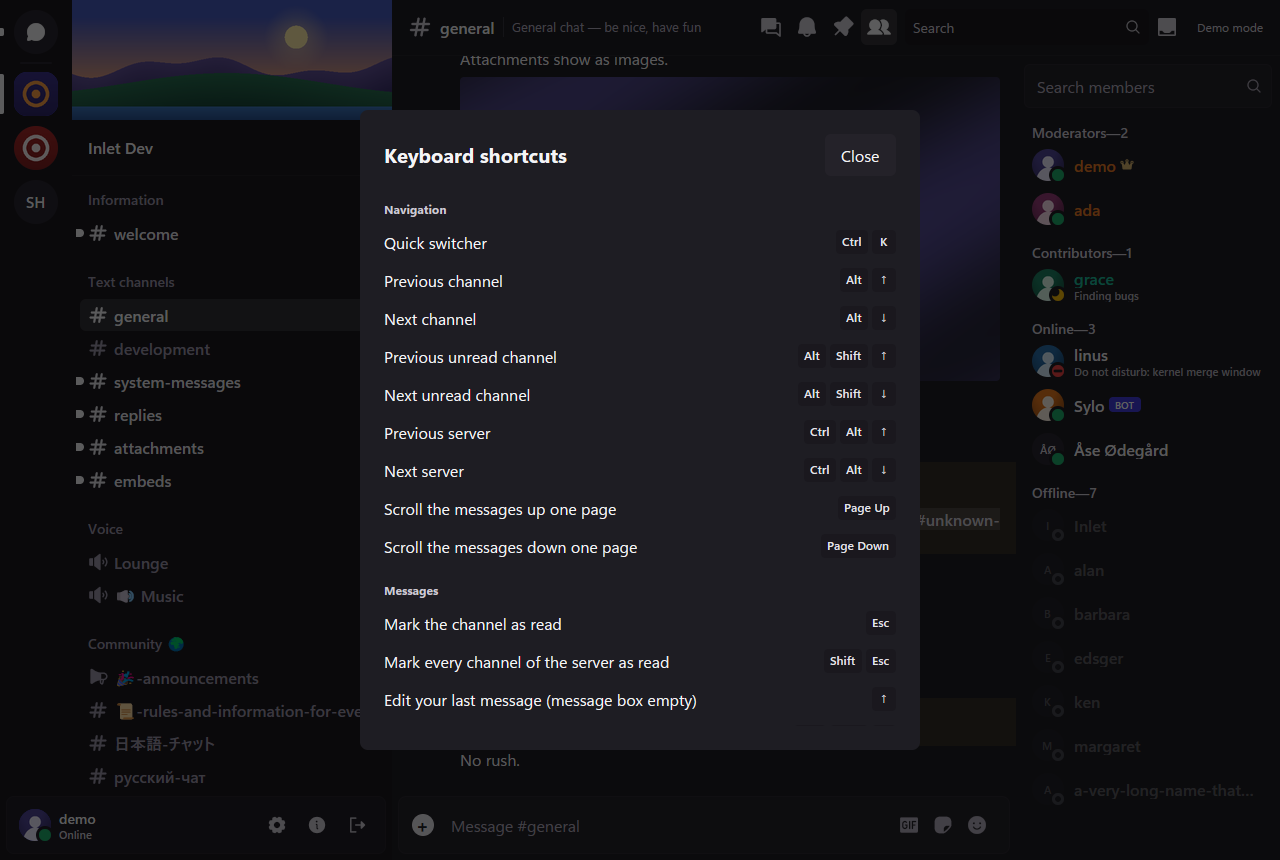 general
General chat — be nice, have fun
Search
Demo mode
Attachments show as images.
Search members
Inlet Dev
SH
Information
welcome
Text channels
general
development
system-messages
replies
attachments
embeds
Voice
Lounge
Music
Community
-announcements
-rules-and-information-for-eve
日本語-チャット
русский-чат
demo
Online
Keyboard shortcuts
Close
Navigation
Quick switcher Ctrl K
Previous channel Alt ↑
Next channel Alt ↓
Previous unread channel Alt Shift ↑
Next unread channel Alt Shift ↓
Previous server Ctrl Alt ↑
Next server Ctrl Alt ↓
Scroll the messages up one page Page Up
Scroll the messages down one page Page Down
Messages
Mark the channel as read Esc
Mark every channel of the server as read Shift Esc
Edit your last message (message box empty) ↑
#unknown-
No rush.
Message #general
GIF
Moderators—2
demo
ada
Contributors—1
grace
Finding bugs
Online—3
linus
Do not disturb: kernel merge window
Sylo BOT
ÅØ Åse Ødegård
Offline—7
I Inlet
A alan
B barbara
E edsger
K ken
M margaret
A a-very-long-name-that...